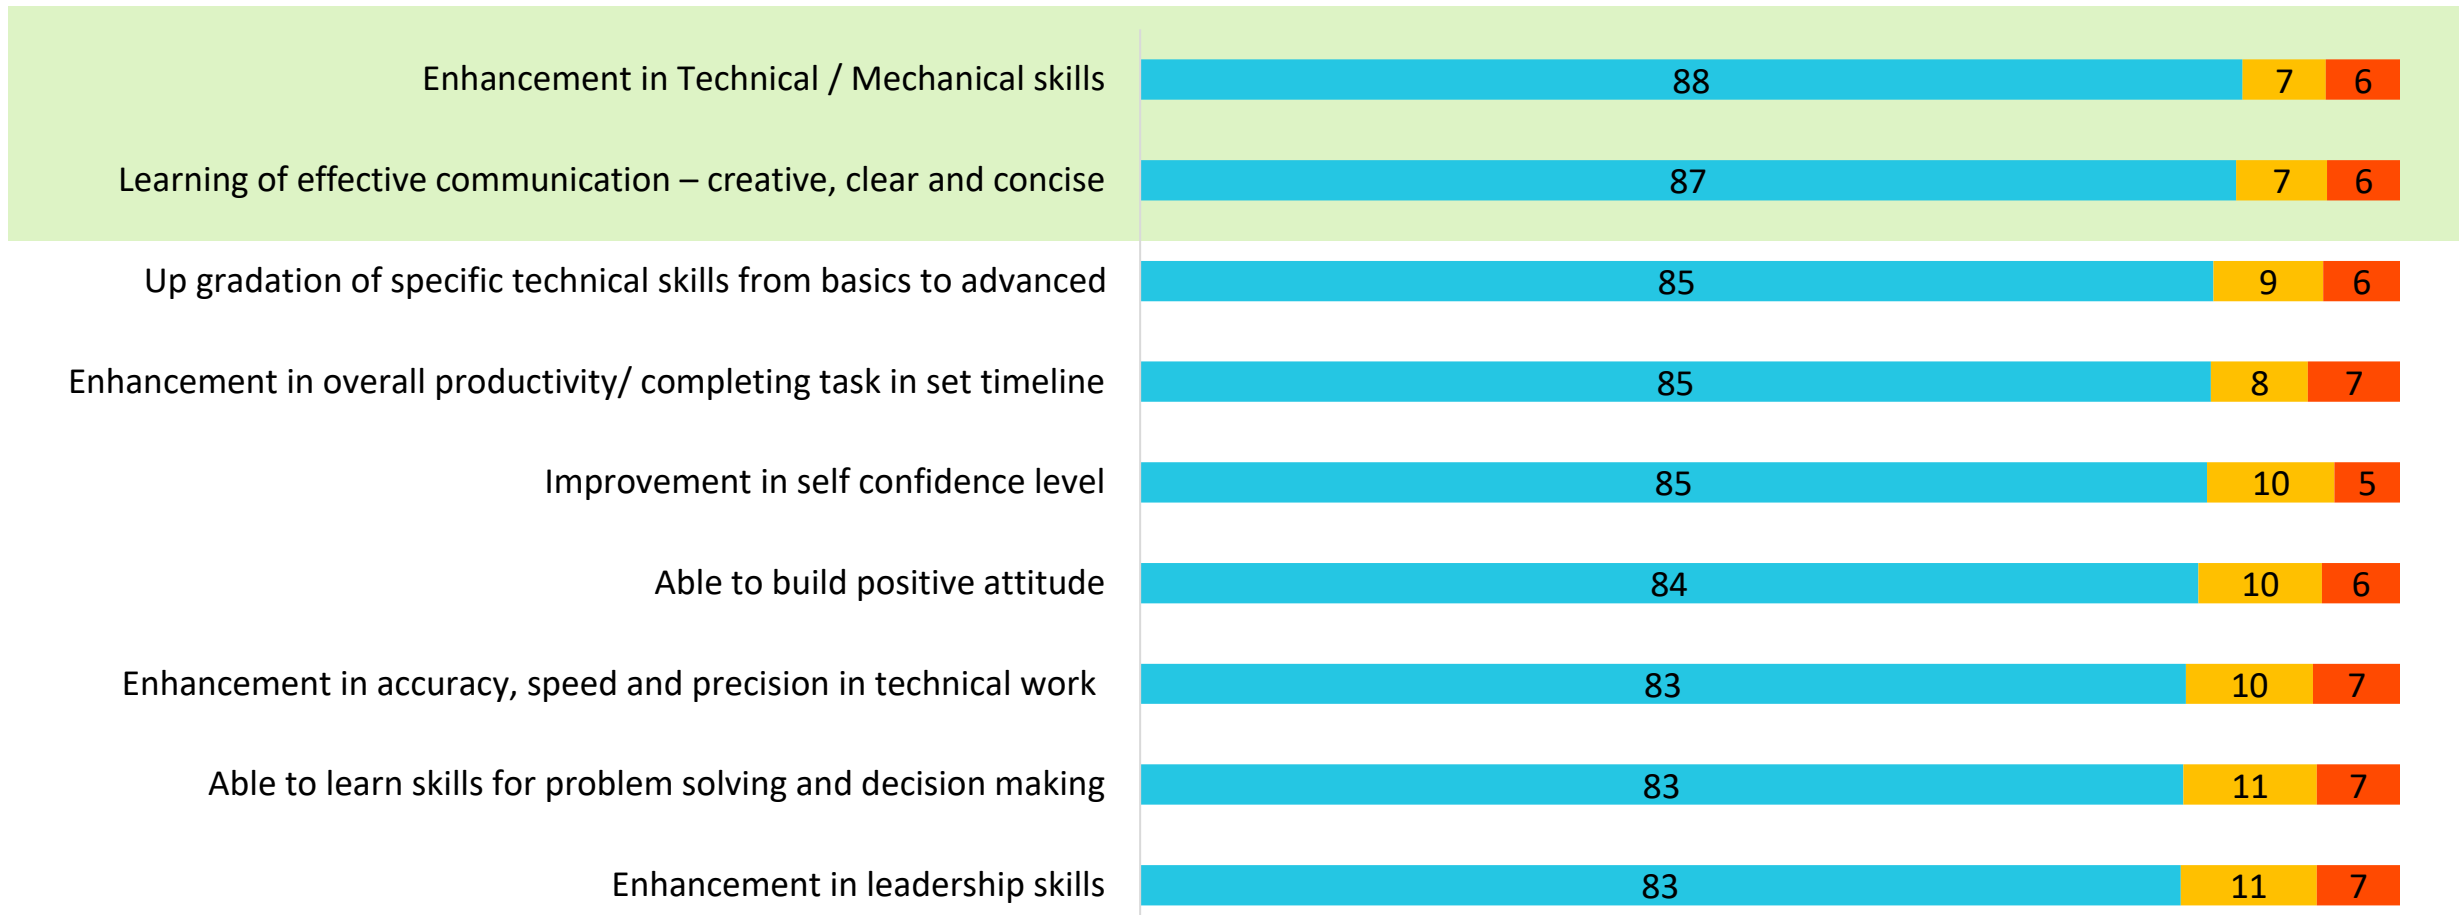 Enhancement in Technical / Mechanical skills 88 7 6
Learning of effective communication – creative, clear and concise 87 7 6
Up gradation of specific technical skills from basics to advanced 85 9 6
Enhancement in overall productivity/ completing task in set timeline 85 8 7
Improvement in self confidence level 85 10 5
Able to build positive attitude 84 10 6
Enhancement in accuracy, speed and precision in technical work 83 10 7
Able to learn skills for problem solving and decision making 83 11 7
Enhancement in leadership skills 83 11 7